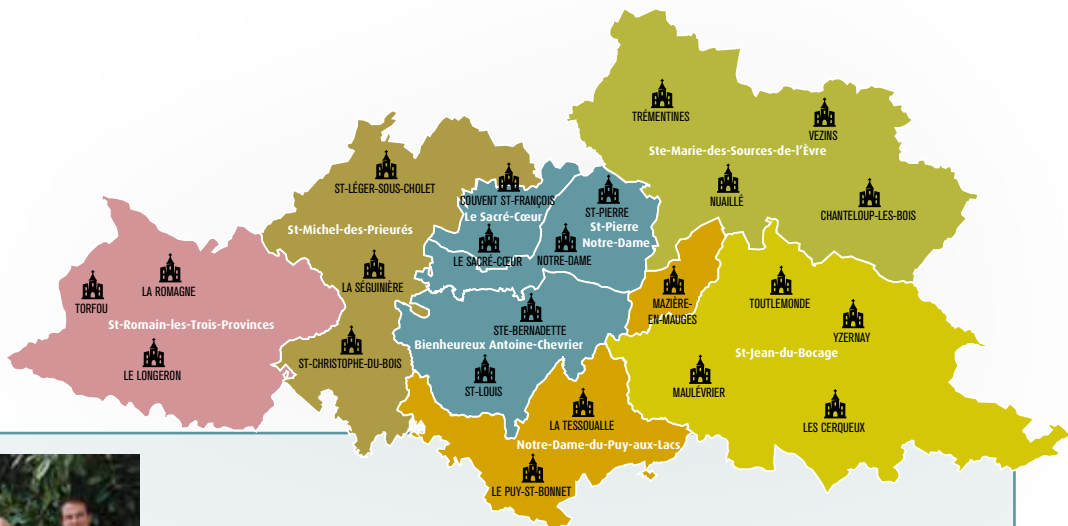 TRÉMENTINES
VEZINS
Ste-Marie-des-Sources-de-l'Èvre
NUAILLÉ
CHANTELOUP-LES-BOIS
ST-LÉGER-SOUS-CHOLET
COUVENT ST-FRANÇOIS
Le Sacré-Cœur
LE SACRÉ-CŒUR
ST-PIERRE
St-Pierre
Notre-Dame
NOTRE-DAME
St-Michel-des-Prieurés
LA SÉGUINIÈRE
ST-CHRISTOPHE-DU-BOIS
TORFOU
LA ROMAGNE
St-Romain-les-Trois-Provinces
LE LONGERON
STE-BERNADETTE
Bienheureux Antoine-Chevrier
ST-LOUIS
MAZIÈRE-
EN-MAUGES
TOUTLEMONDE
YZERNAY
St-Jean-du-Bocage
MAULÉVRIER
LES CERQUEUX
LA TESSOUALLE
Notre-Dame-du-Puy-aux-Lacs
LE PUY-ST-BONNET